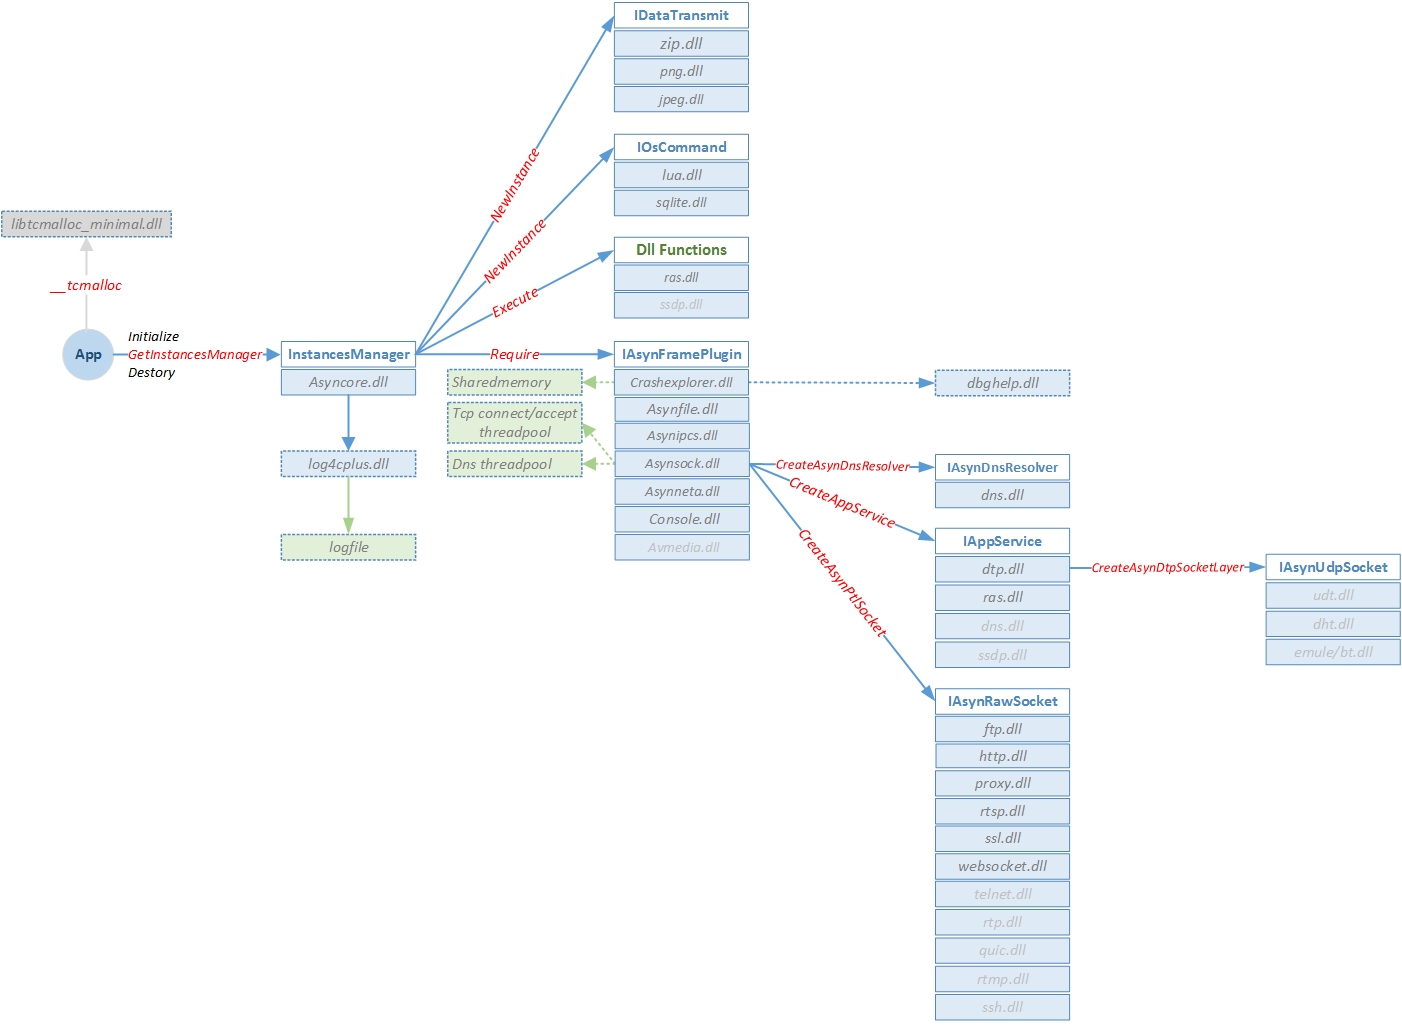 IDataTransmit
zip.dll
png.dll
jpeg.dll
NewInstance
IOsCommand
lua.dll
sqlite.dll
NewInstance
Dll Functions
ras.dll
ssdp.dll
Execute
libtcmalloc_minimal.dll
__tcmalloc
App
Initialize
GetInstancesManager
Destory
InstancesManager
Asyncore.dll
log4cplus.dll
logfile
Require
IAsynFramePlugin
Crashexplorer.dll
Asynfile.dll
Asynipcs.dll
Asynsock.dll
Asynneta.dll
Console.dll
Avmedia.dll
Sharedmemory
Tcp connect/accept
threadpool
Dns threadpool
dbghelp.dll
CreateAsynDnsResolver
IAsynDnsResolver
dns.dll
CreateAppService
IAppService
dtp.dll
ras.dll
dns.dll
ssdp.dll
CreateAsynDtpSocketLayer
IAsynUdpSocket
udt.dll
dht.dll
emule/bt.dll
CreateAsynPtlSocket
IAsynRawSocket
ftp.dll
http.dll
proxy.dll
rtsp.dll
ssl.dll
websocket.dll
telnet.dll
rtp.dll
quic.dll
rtmp.dll
ssh.dll